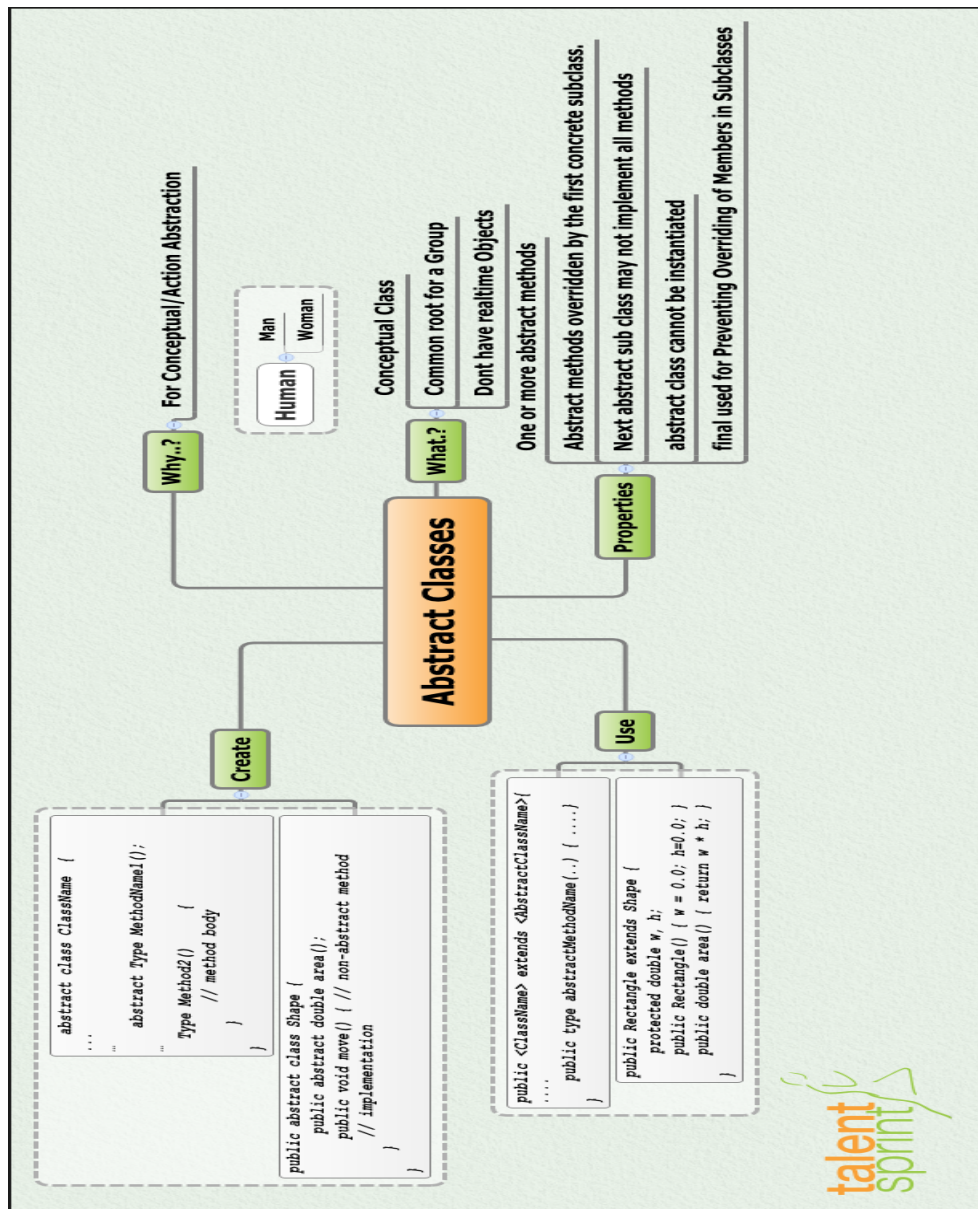 Abstract Classes
Why..?
For Conceptual/Action Abstraction
Human
Man
Woman
What.?
Conceptual Class
Common root for a Group
Dont have realtime Objects
Properties
One or more abstract methods
Abstract methods overridden by the first concrete subclass.
Next abstract sub class may not implement all methods
abstract class cannot be instantiated
final used for Preventing Overriding of Members in Subclasses
Create
abstract class ClassName {
...
..
abstract Type MethodName1();
..
Type Method2() {
// method body
}
}
public abstract class Shape {
public abstract double area();
public void move() { // non-abstract method
// implementation
}
}
Use
public <ClassName> extends <AbstractClassName>{
.....
public type abstractMethodName(..) { ....}
}
public Rectangle extends Shape {
protected double w, h;
public Rectangle() { w = 0.0; h=0.0; }
public double area() { return w * h; }
}
talent
sprint